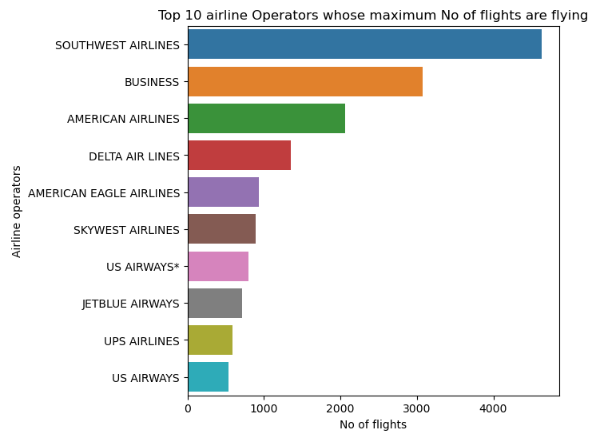 Top 10 airline Operators whose maximum No of flights are flying
Airline operators
SOUTHWEST AIRLINES
BUSINESS
AMERICAN AIRLINES
DELTA AIR LINES
AMERICAN EAGLE AIRLINES
SKYWEST AIRLINES
US AIRWAYS*
JETBLUE AIRWAYS
UPS AIRLINES
US AIRWAYS
0 1000 2000 3000 4000
No of flights